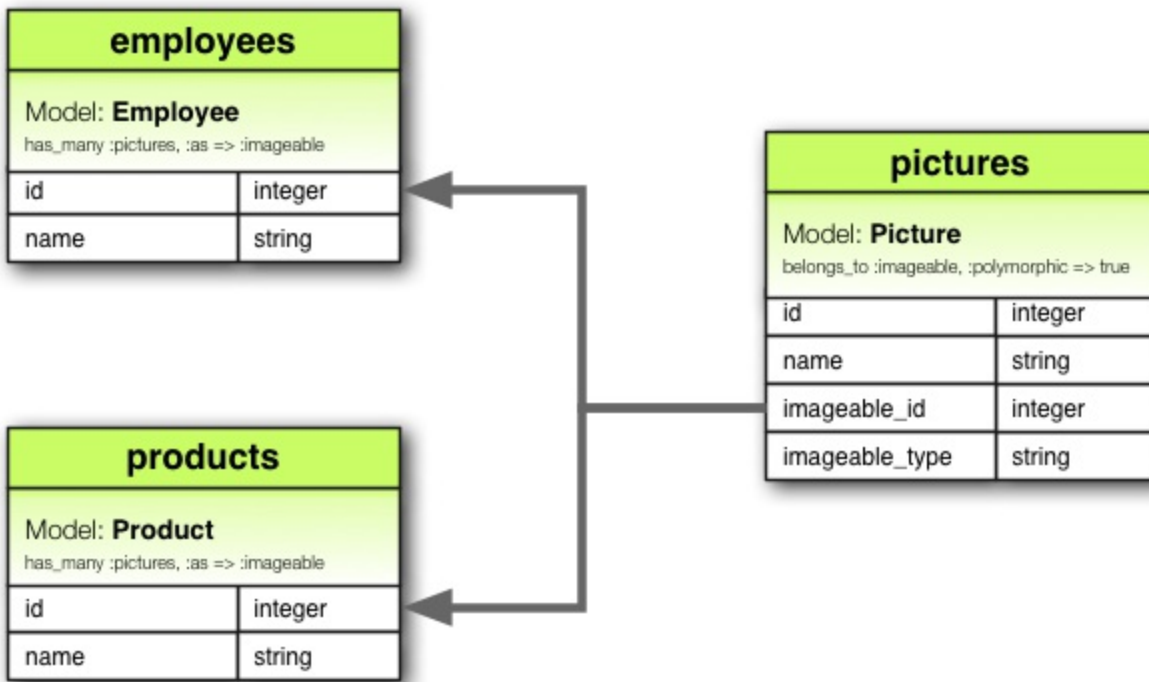 employees
Model: Employee
has_many :pictures, :as => :imageable
id integer
name string
pictures
Model: Picture
belongs_to :imageable, :polymorphic => true
id integer
name string
imageable_id integer
imageable_type string
products
Model: Product
has_many :pictures, :as => :imageable
id integer
name string